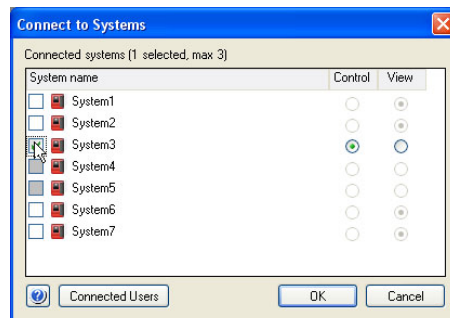 Connect to Systems
Connected systems (1 selected, max 3)
System name Control View
System1
System2
System3
System4
System5
System6
System7
Connected Users OK Cancel